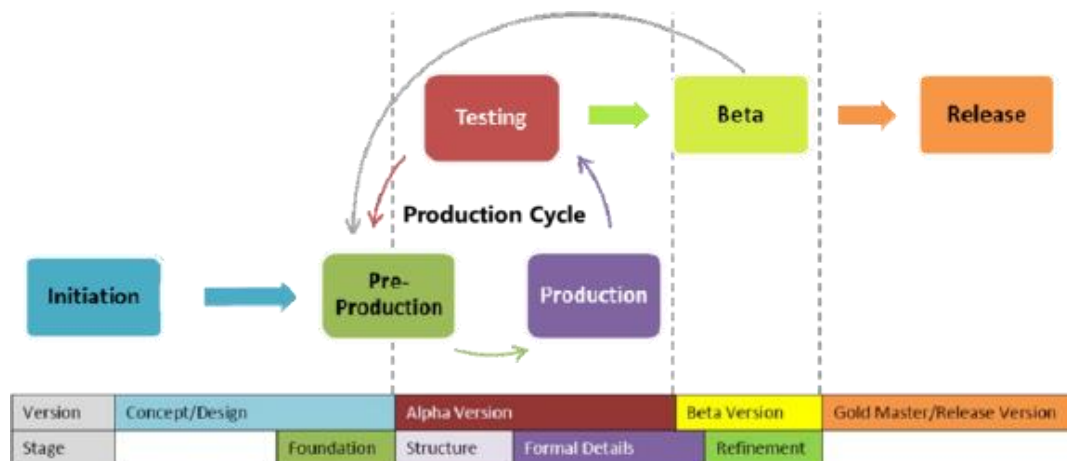 Testing
Beta
Release
Production Cycle
Initiation
Pre-
Production
Production
Version Concept/Design Alpha Version Beta Version Gold Master/Release Version
Stage Foundation Structure Formal Details Refinement